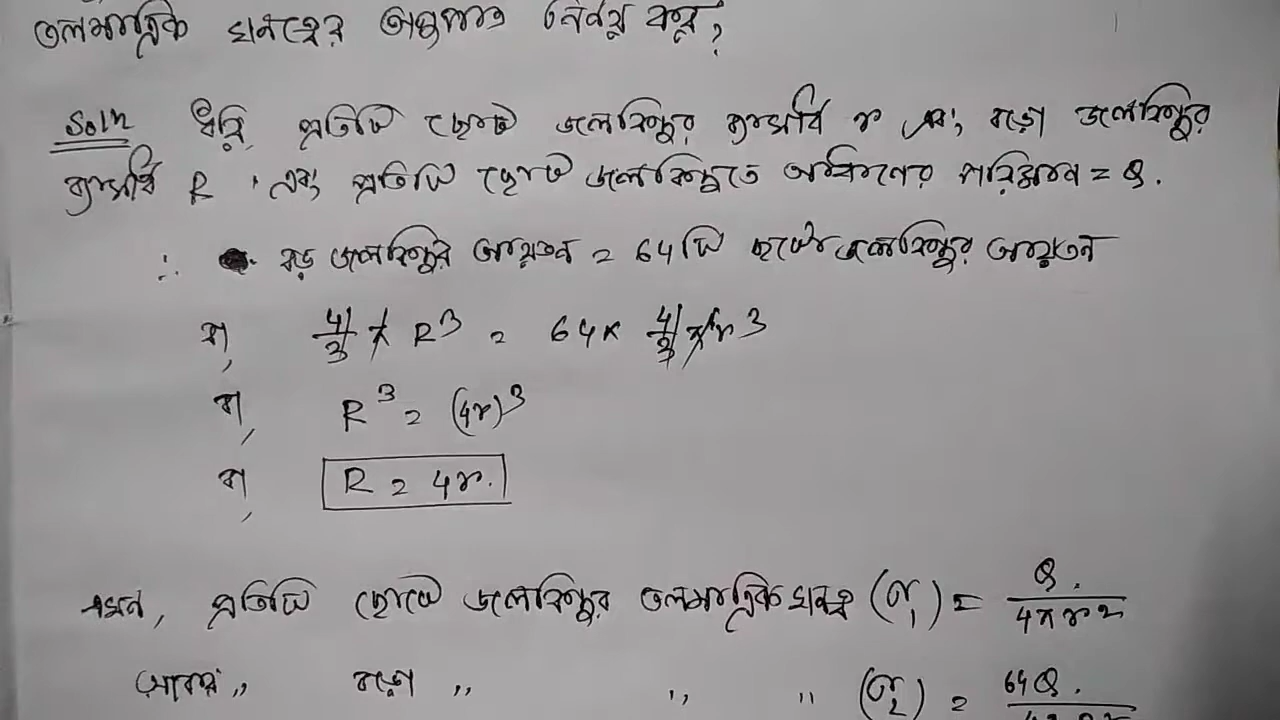 তলমাত্রিক ঘনত্বের অনুপাত নির্ণয় কর?
Soln ধরি, প্রতিটি ছোট জলবিন্দুর ব্যাসার্ধ r এবং বড়ো জলবিন্দুর
ব্যাসার্ধ R, এবং প্রতিটি ছোট জলবিন্দুতে আধানের পরিমাণ = Q.
∴ বড় জলবিন্দুর আয়তন = 64টি ছোট জলবিন্দুর আয়তন
বা, 4/3 π R³ = 64 × 4/3 π r³
বা, R³ = (4r)³
বা, R = 4r.
এখন, প্রতিটি ছোট জলবিন্দুর তলমাত্রিক ঘনত্ব (σ₁) = Q. / 4πr²
আবার ,, বড়ো ,, ,, ,, (σ₂) = 64Q.